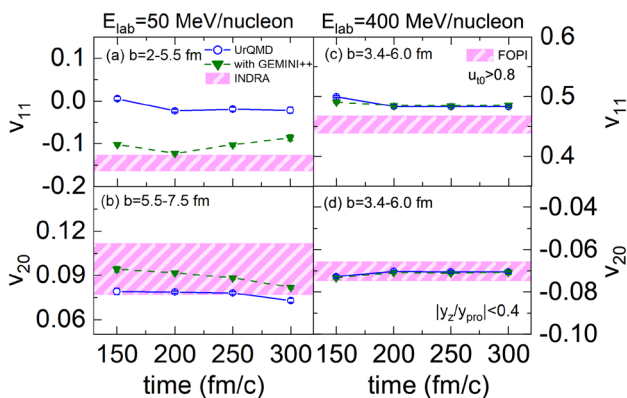 E_lab=50 MeV/nucleon
E_lab=400 MeV/nucleon
(a) b=2-5.5 fm
UrQMD
with GEMINI++
INDRA
v_11
0.1
0.0
-0.1
-0.2
(c) b=3.4-6.0 fm
FOPI
u_t0>0.8
0.6
0.5
0.4
v_11
(b) b=5.5-7.5 fm
v_20
0.12
0.09
0.06
(d) b=3.4-6.0 fm
|y_z/y_pro|<0.4
-0.04
-0.06
-0.08
-0.10
v_20
150 200 250 300
150 200 250 300
time (fm/c)
time (fm/c)